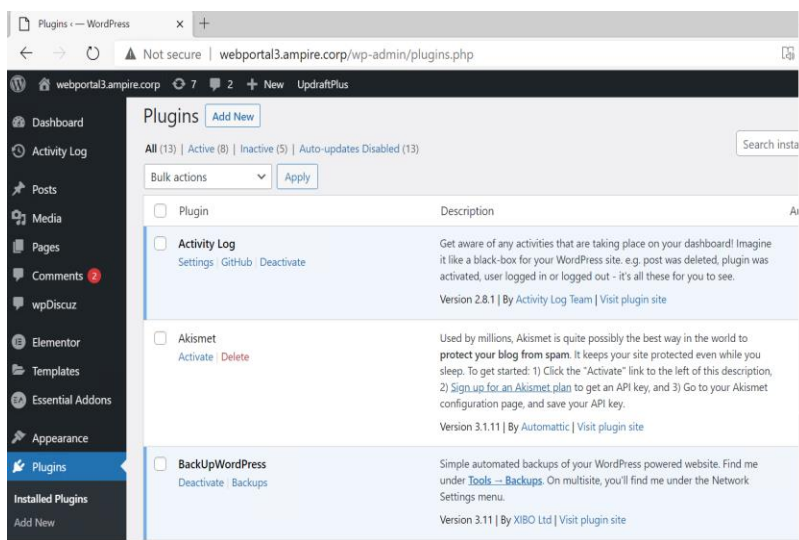 Plugins ‹ — WordPress
Not secure | webportal3.ampire.corp/wp-admin/plugins.php
webportal3.ampire.corp 7 2 + New UpdraftPlus
Dashboard
Activity Log
Posts
Media
Pages
Comments 2
wpDiscuz
Elementor
Templates
Essential Addons
Appearance
Plugins
Installed Plugins
Add New
Plugins Add New
All (13) | Active (8) | Inactive (5) | Auto-updates Disabled (13)
Search insta
Bulk actions Apply
Plugin Description Au
Activity Log
Settings | GitHub | Deactivate
Get aware of any activities that are taking place on your dashboard! Imagine
it like a black-box for your WordPress site. e.g. post was deleted, plugin was
activated, user logged in or logged out - it's all these for you to see.
Version 2.8.1 | By Activity Log Team | Visit plugin site
Akismet
Activate | Delete
Used by millions, Akismet is quite possibly the best way in the world to
protect your blog from spam. It keeps your site protected even while you
sleep. To get started: 1) Click the "Activate" link to the left of this description,
2) Sign up for an Akismet plan to get an API key, and 3) Go to your Akismet
configuration page, and save your API key.
Version 3.1.11 | By Automattic | Visit plugin site
BackUpWordPress
Deactivate | Backups
Simple automated backups of your WordPress powered website. Find me
under Tools → Backups. On multisite, you'll find me under the Network
Settings menu.
Version 3.11 | By XIBO Ltd | Visit plugin site